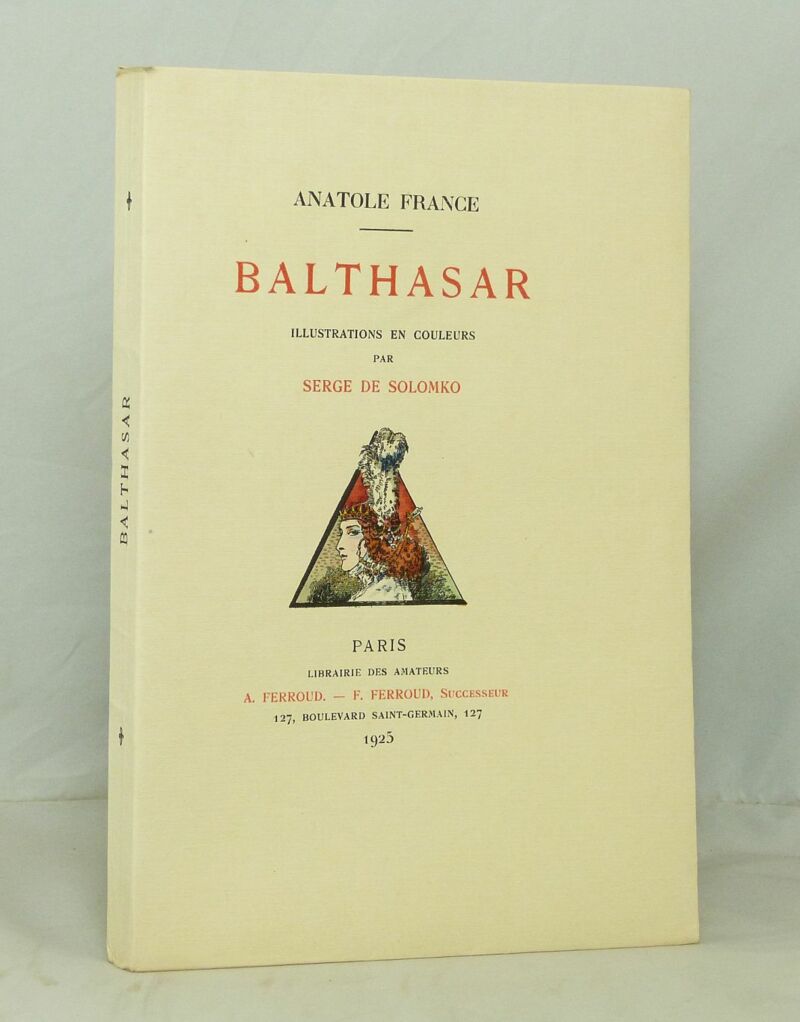 ANATOLE FRANCE
BALTHASAR
ILLUSTRATIONS EN COULEURS
PAR
SERGE DE SOLOMKO
PARIS
LIBRAIRIE DES AMATEURS
A. FERROUD. — F. FERROUD, SUCCESSEUR
127, BOULEVARD SAINT-GERMAIN, 127
1925
BALTHASAR